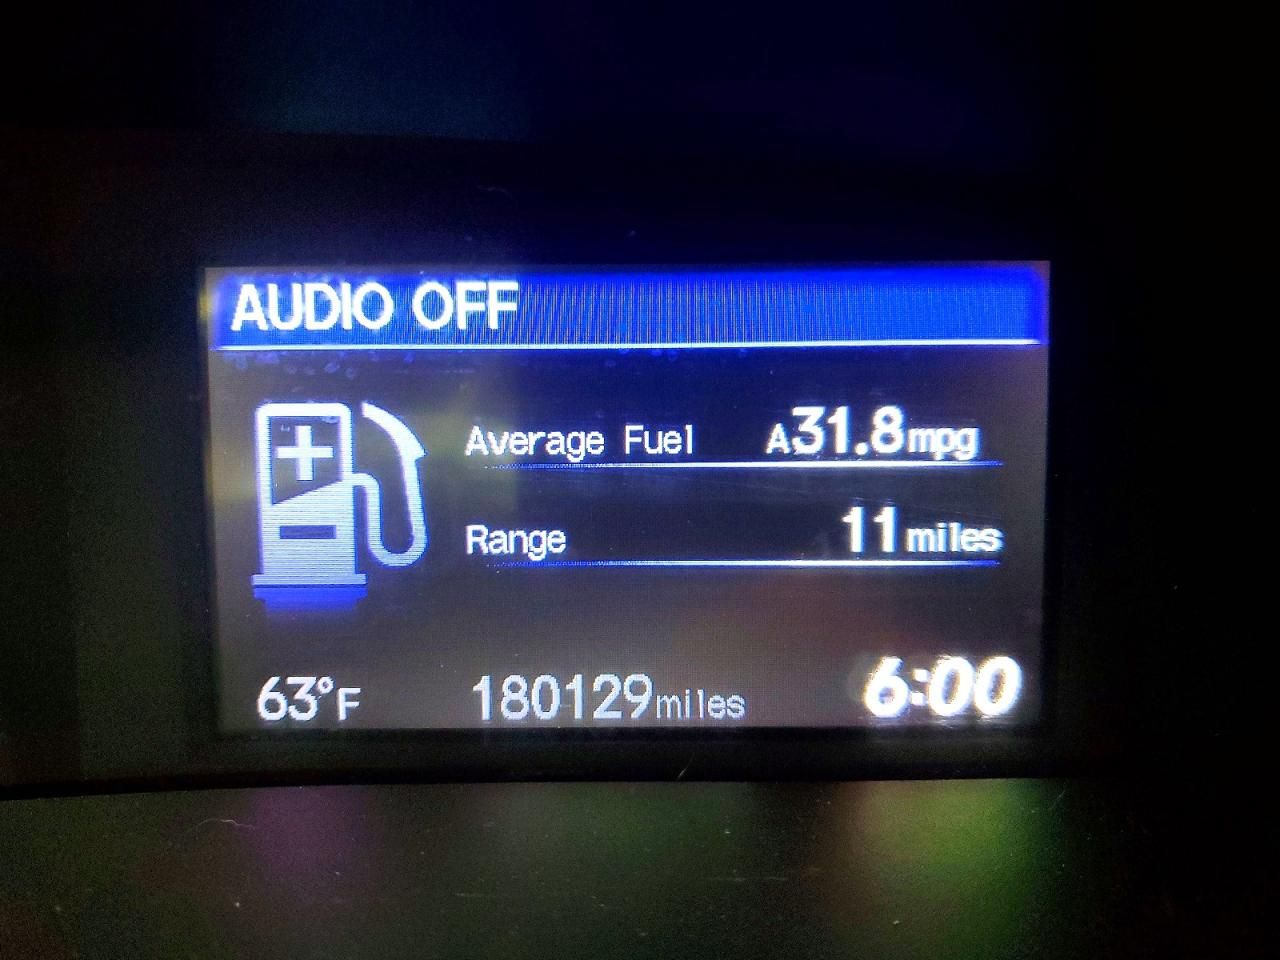 AUDIO OFF
Average Fuel A31.8mpg
Range 11miles
63°F 180129miles 6:00